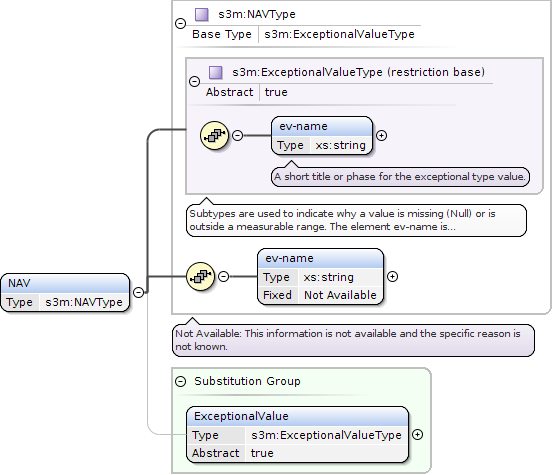 s3m:NAVType
Base Type s3m:ExceptionalValueType
s3m:ExceptionalValueType (restriction base)
Abstract true
ev-name
Type xs:string
A short title or phase for the exceptional type value.
Subtypes are used to indicate why a value is missing (Null) or is
outside a measurable range. The element ev-name is...
ev-name
Type xs:string
Fixed Not Available
NAV
Type s3m:NAVType
Not Available: This information is not available and the specific reason is
not known.
Substitution Group
ExceptionalValue
Type s3m:ExceptionalValueType
Abstract true